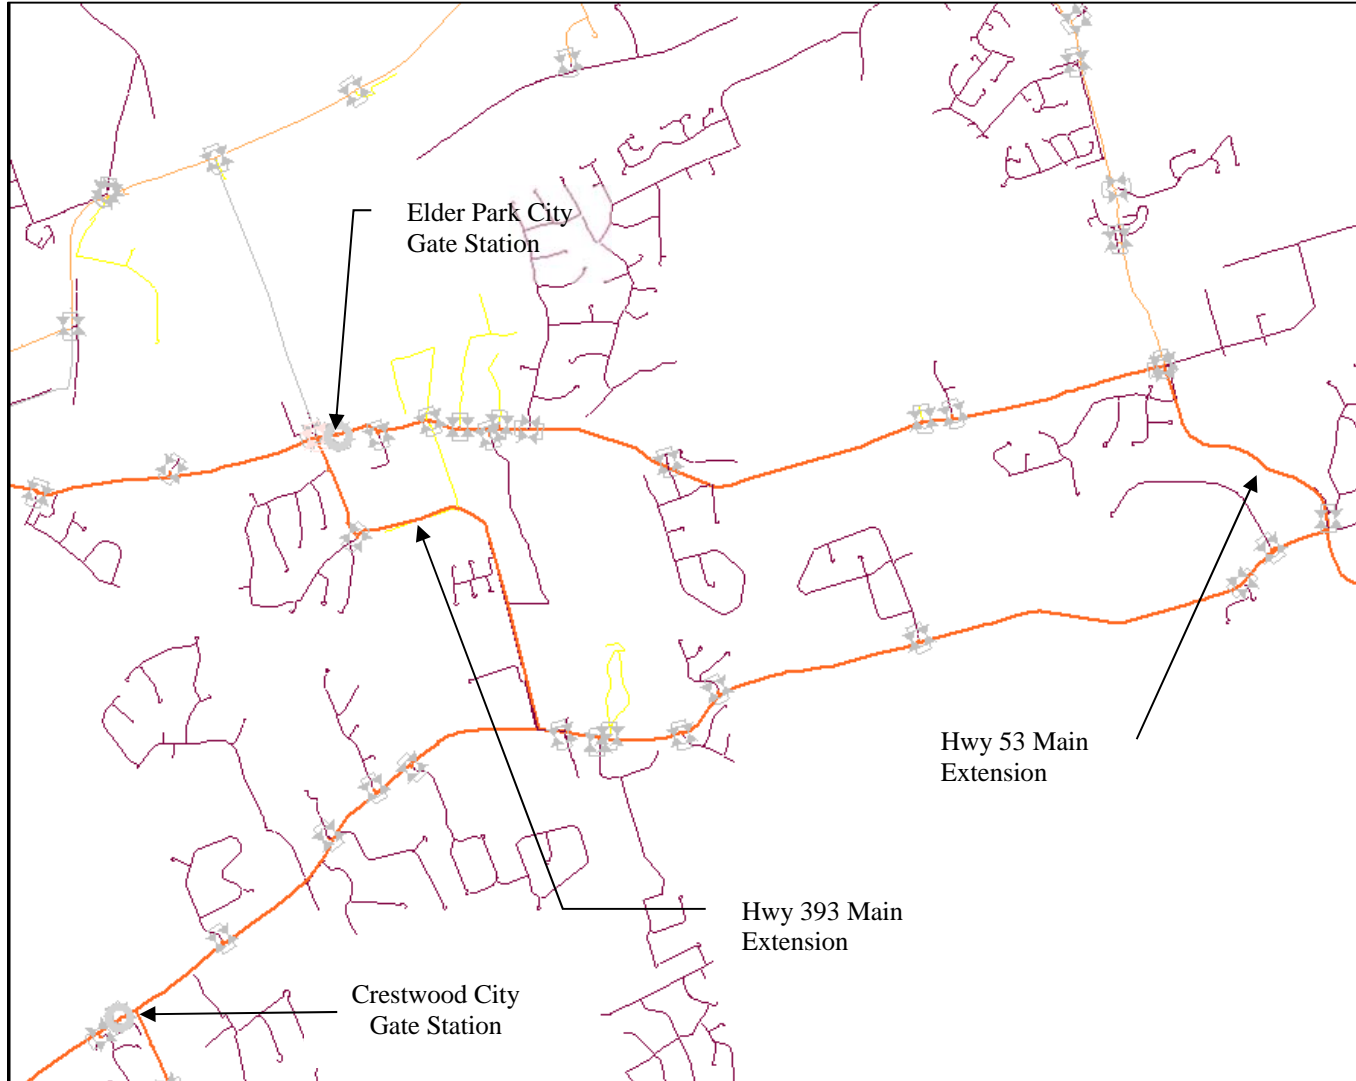 Elder Park City
Gate Station
Hwy 53 Main
Extension
Hwy 393 Main
Extension
Crestwood City
Gate Station